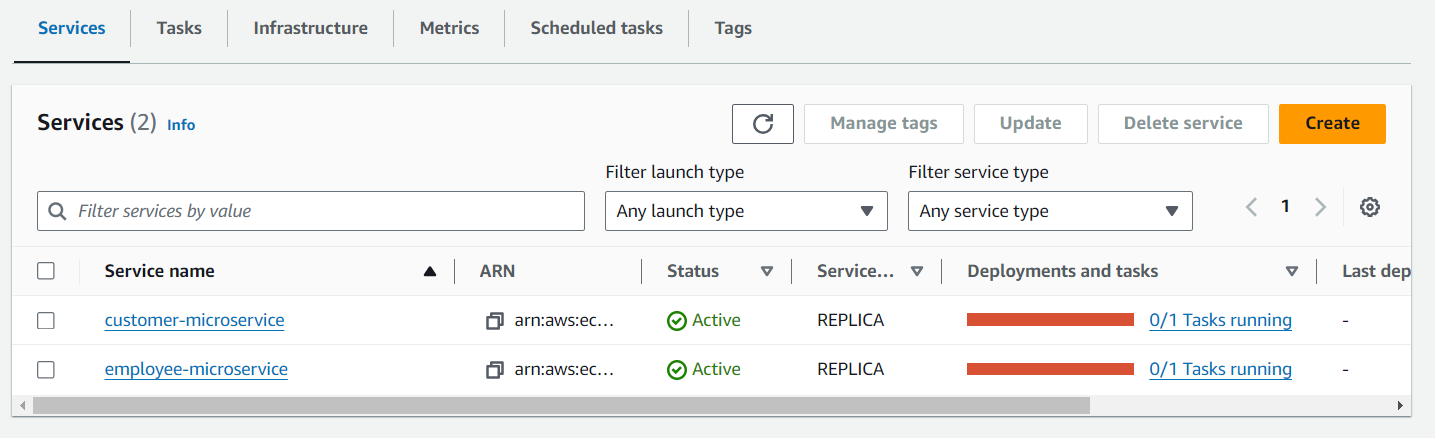 Services Tasks Infrastructure Metrics Scheduled tasks Tags
Services (2) Info Manage tags Update Delete service Create
Filter launch type Filter service type
Filter services by value Any launch type Any service type 1
Service name ARN Status Service... Deployments and tasks Last dep
customer-microservice arn:aws:ec... Active REPLICA 0/1 Tasks running -
employee-microservice arn:aws:ec... Active REPLICA 0/1 Tasks running -